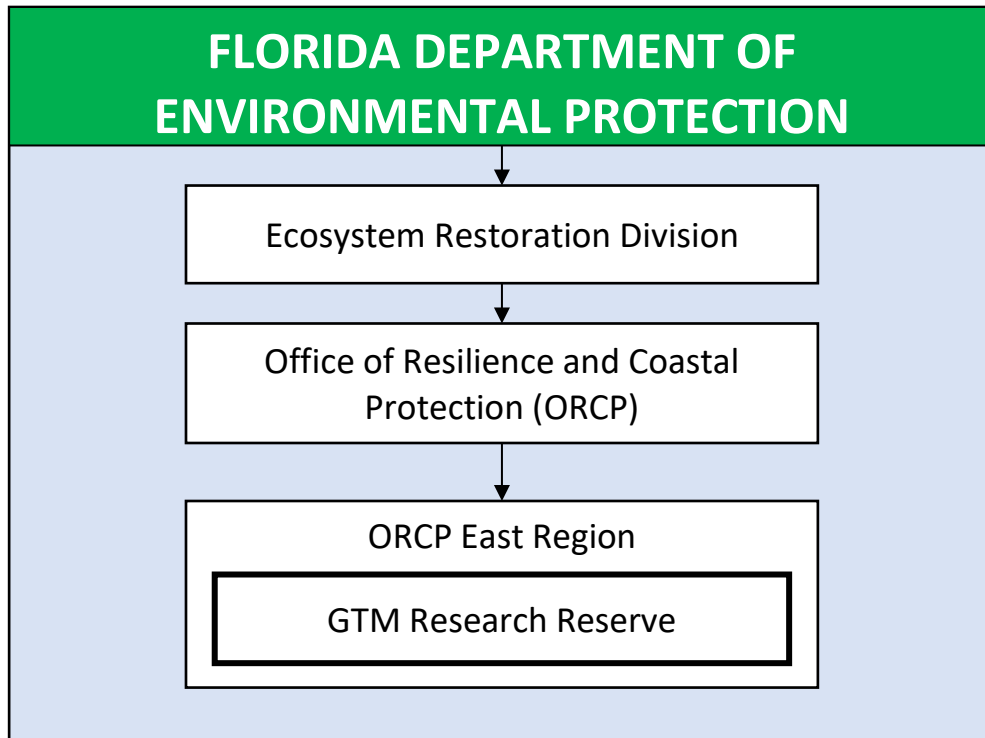 FLORIDA DEPARTMENT OF
ENVIRONMENTAL PROTECTION
Ecosystem Restoration Division
Office of Resilience and Coastal
Protection (ORCP)
ORCP East Region
GTM Research Reserve